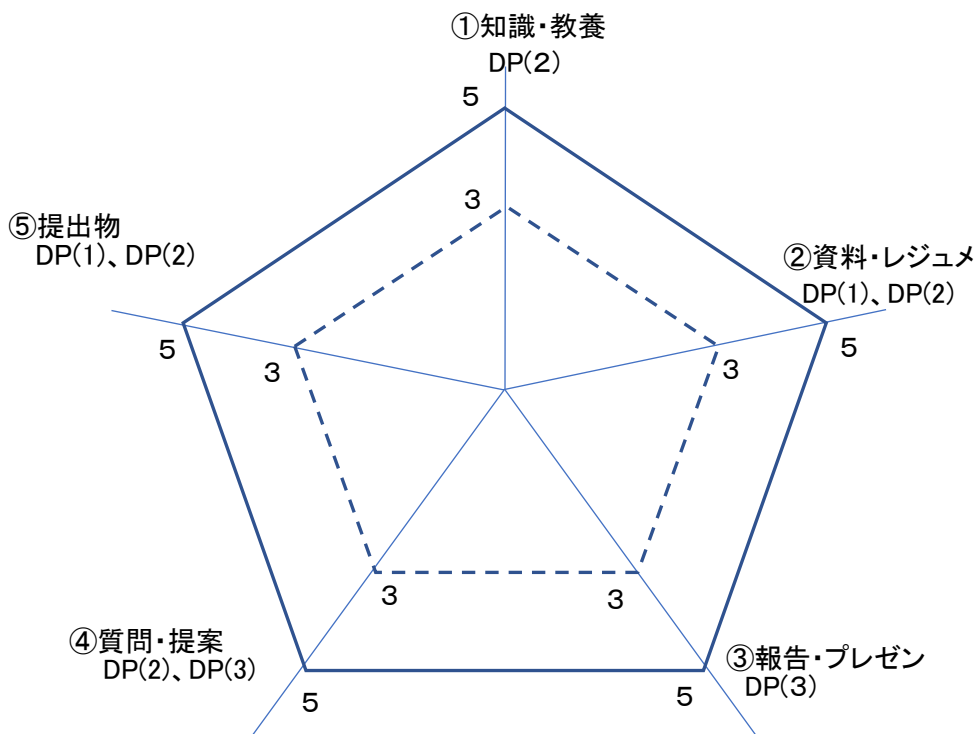 ①知識・教養
DP(２)
5
3
⑤提出物
DP(1)、DP(2)
②資料・レジュメ
DP(1)、DP(2)
5
3
3
5
3
3
④質問・提案
DP(2)、DP(3)
③報告・プレゼン
DP(３)
5
5